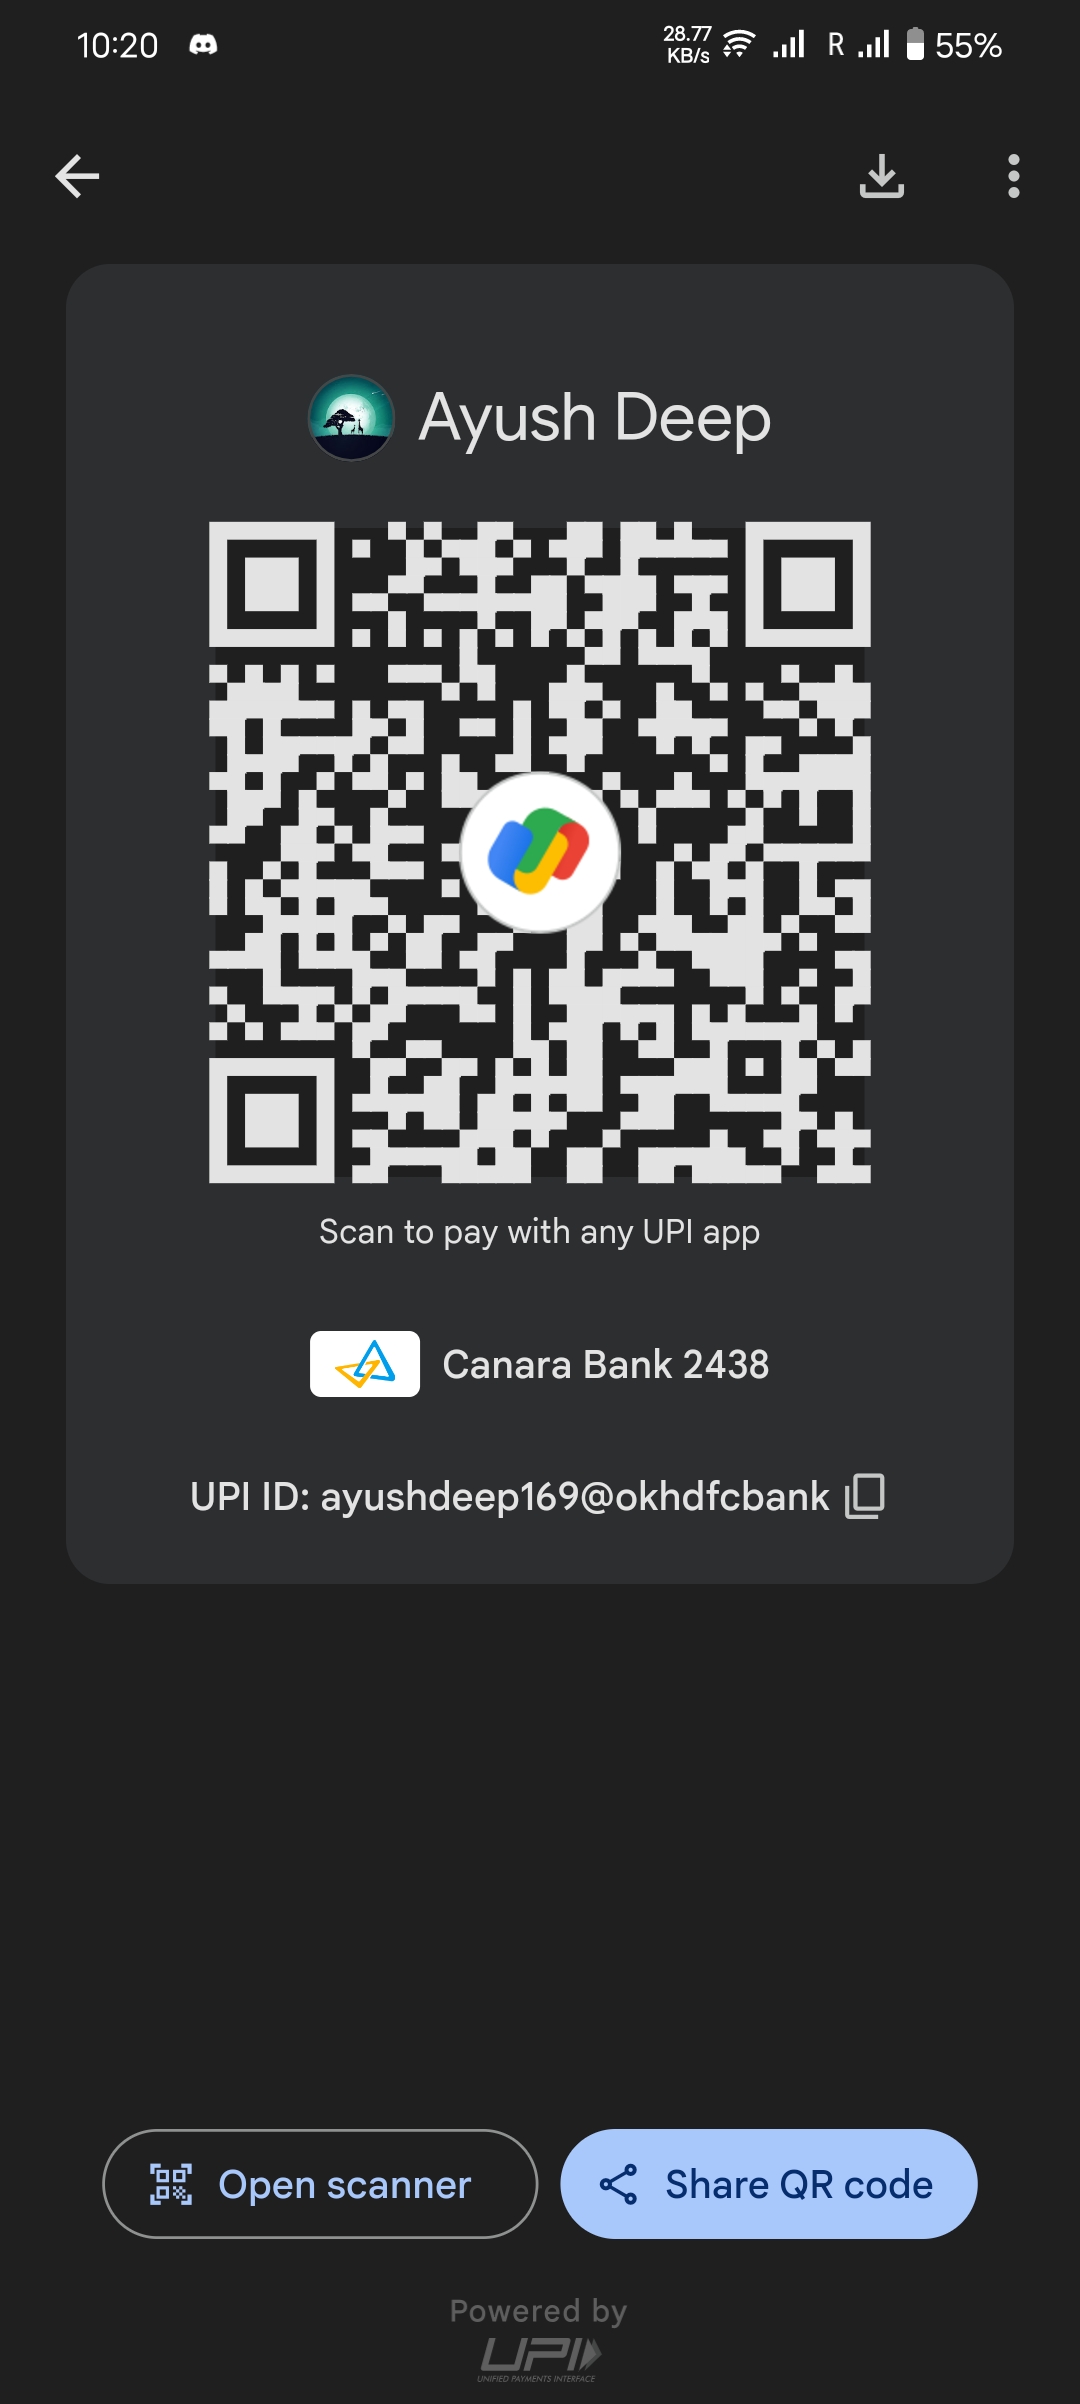 10:20
28.77
KB/s
R
55%
Ayush Deep
Scan to pay with any UPI app
Canara Bank 2438
UPI ID: ayushdeep169@okhdfcbank
Open scanner
Share QR code
Powered by
UPI
UNIFIED PAYMENTS INTERFACE